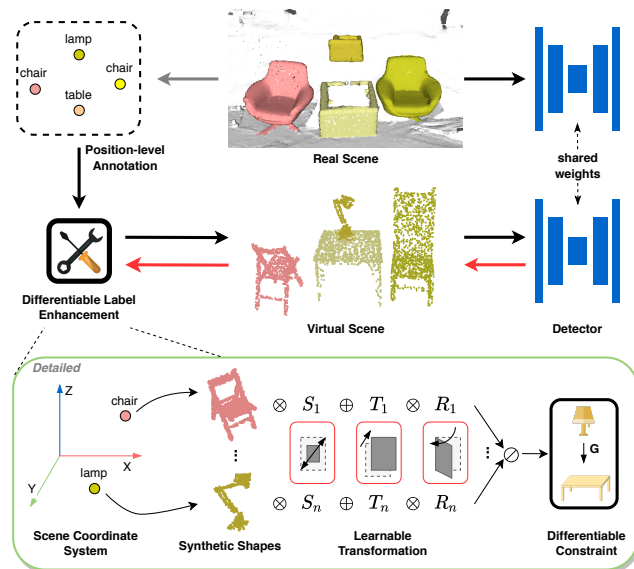 lamp
chair
chair
table
Position-level
Annotation
Real Scene
shared
weights
Differentiable Label
Enhancement
Virtual Scene
Detector
Detailed
Z
chair
X
Y
lamp
⊗ S1 ⊕ T1 ⊗ R1
...
...
G
⊗ Sn ⊕ Tn ⊗ Rn
Scene Coordinate
System
Synthetic Shapes
Learnable
Transformation
Differentiable
Constraint